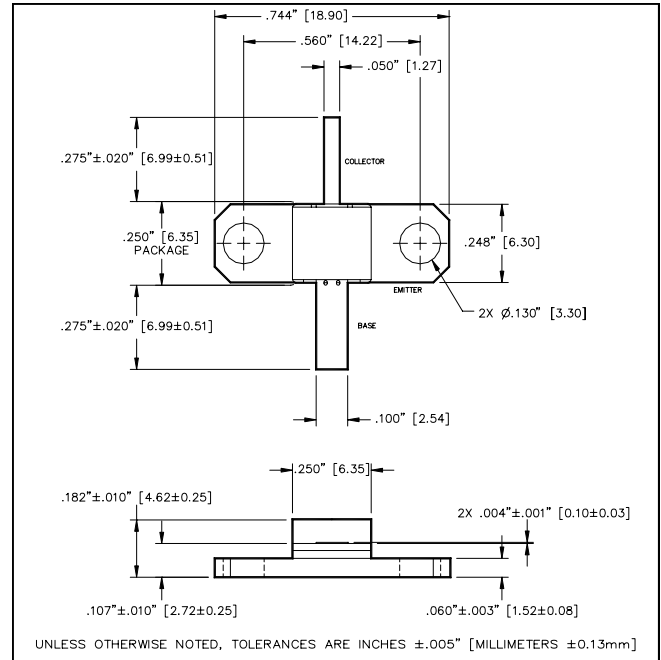 .744" [18.90]
.560" [14.22]
.050" [1.27]
.275"±.020" [6.99±0.51]
COLLECTOR
.250" [6.35]
PACKAGE
.248" [6.30]
EMITTER
2X Ø.130" [3.30]
.275"±.020" [6.99±0.51]
BASE
.100" [2.54]
.250" [6.35]
.182"±.010" [4.62±0.25]
2X .004"±.001" [0.10±0.03]
.107"±.010" [2.72±0.25]
.060"±.003" [1.52±0.08]
UNLESS OTHERWISE NOTED, TOLERANCES ARE INCHES ±.005" [MILLIMETERS ±0.13mm]